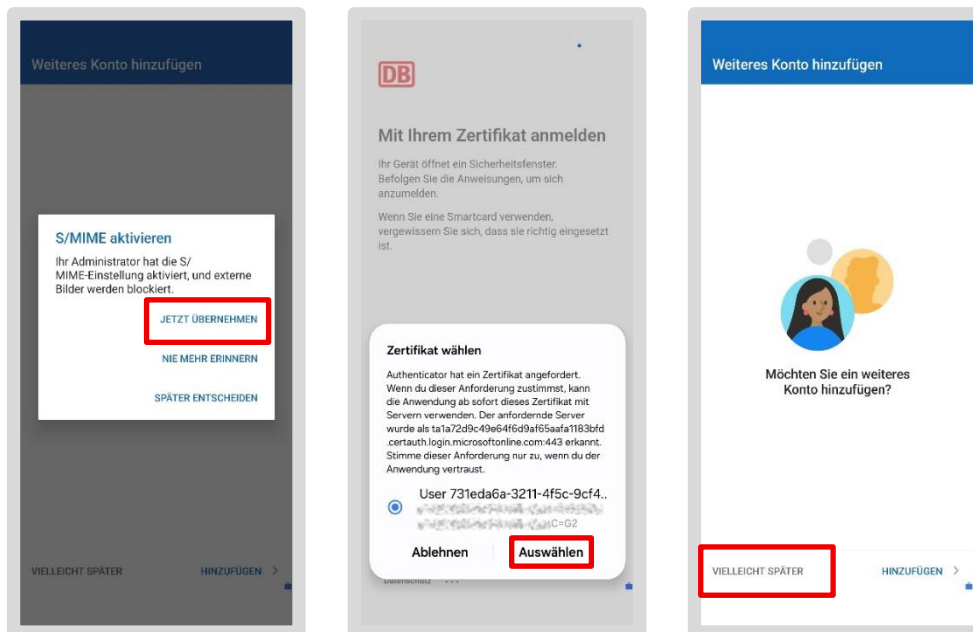 Weiteres Konto hinzufügen
S/MIME aktivieren
Ihr Administrator hat die S/
MIME-Einstellung aktiviert, und externe
Bilder werden blockiert.
JETZT ÜBERNEHMEN
NIE MEHR ERINNERN
SPÄTER ENTSCHEIDEN
VIELLEICHT SPÄTER
HINZUFÜGEN >
DB
Mit Ihrem Zertifikat anmelden
Ihr Gerät öffnet ein Sicherheitsfenster.
Befolgen Sie die Anweisungen, um sich
anzumelden.
Wenn Sie eine Smartcard verwenden,
vergewissern Sie sich, dass sie richtig eingesetzt
ist.
Zertifikat wählen
Authenticator hat ein Zertifikat angefordert.
Wenn du dieser Anforderung zustimmst, kann
die Anwendung ab sofort dieses Zertifikat mit
Servern verwenden. Der anfordernde Server
wurde als ta1a72d9c49e64f6d9af65aafa1183bfd
.certauth.login.microsoftonline.com:443 erkannt.
Stimme dieser Anforderung nur zu, wenn du der
Anwendung vertraust.
User 731eda6a-3211-4f5c-9cf4..
C=G2
Ablehnen
Auswählen
Datenschutz ...
Weiteres Konto hinzufügen
Möchten Sie ein weiteres
Konto hinzufügen?
VIELLEICHT SPÄTER
HINZUFÜGEN >